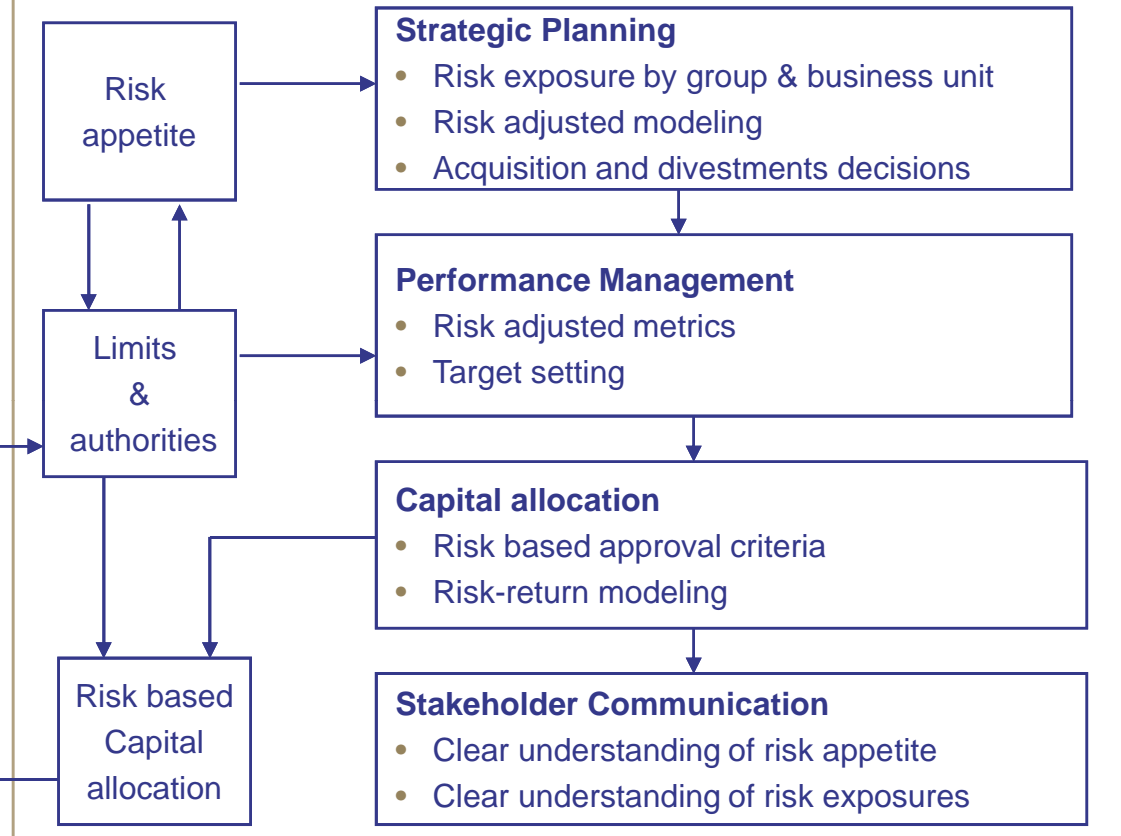 Risk
appetite
Strategic Planning
• Risk exposure by group & business unit
• Risk adjusted modeling
• Acquisition and divestments decisions
Limits
&
authorities
Performance Management
• Risk adjusted metrics
• Target setting
Capital allocation
• Risk based approval criteria
• Risk-return modeling
Risk based
Capital
allocation
Stakeholder Communication
• Clear understanding of risk appetite
• Clear understanding of risk exposures